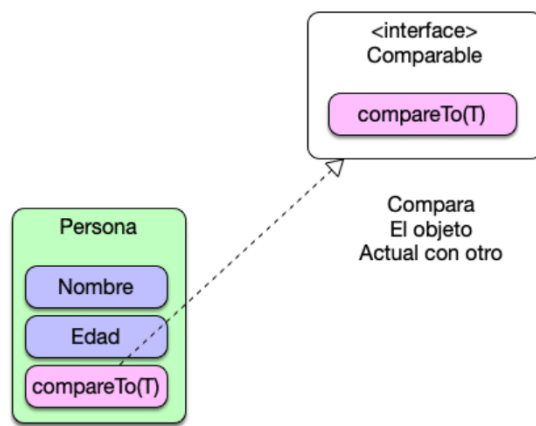 <interface>
Comparable
compareTo(T)
Compara
El objeto
Actual con otro
Persona
Nombre
Edad
compareTo(T)